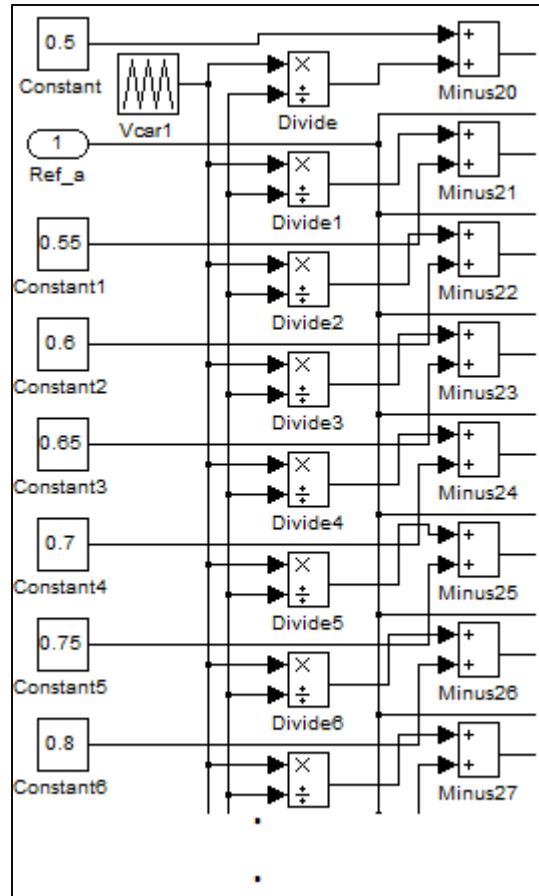 0.5
Constant
Vcar1
×
÷
Divide
+
+
Minus20
1
Ref_a
×
÷
Divide1
+
+
Minus21
0.55
Constant1
×
÷
Divide2
+
+
Minus22
0.6
Constant2
×
÷
Divide3
+
+
Minus23
0.65
Constant3
×
÷
Divide4
+
+
Minus24
0.7
Constant4
×
÷
Divide5
+
+
Minus25
0.75
Constant5
×
÷
Divide6
+
+
Minus26
0.8
Constant6
×
÷
+
+
Minus27